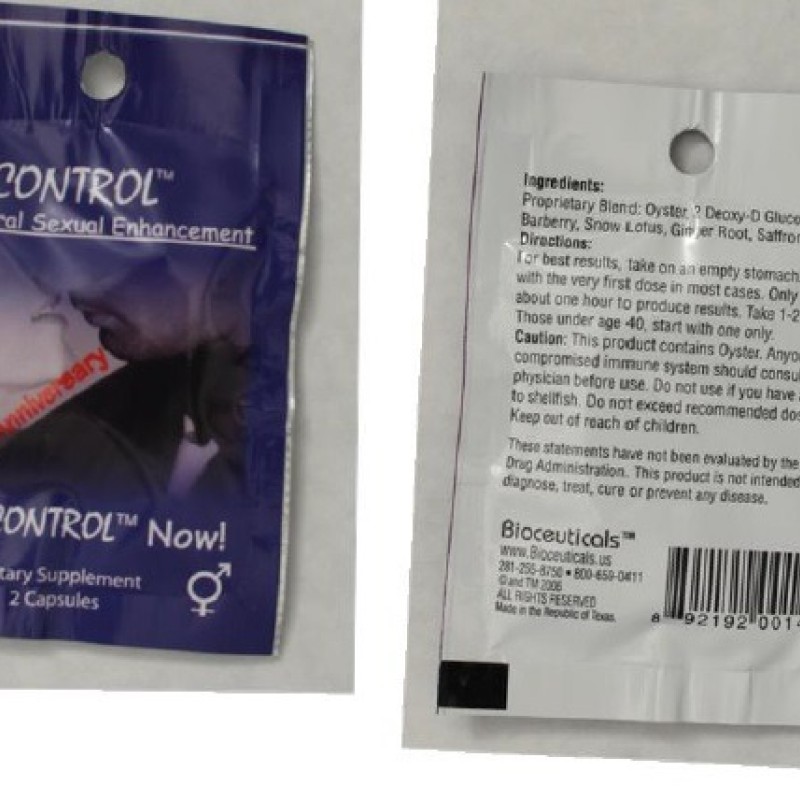 CONTROL™
ral Sexual Enhancement
Anniversary
CONTROL™ Now!
tary Supplement
2 Capsules
Ingredients:
Proprietary Blend: Oyster, 2 Deoxy-D Gluco
Barberry, Snow Lotus, Ginger Root, Saffron
Directions:
For best results, take on an empty stomach.
with the very first dose in most cases. Only
about one hour to produce results. Take 1-2
Those under age 40, start with one only.
Caution: This product contains Oyster. Anyo
compromised immune system should consul
physician before use. Do not use if you have a
to shellfish. Do not exceed recommended dos
Keep out of reach of children.
These statements have not been evaluated by the
Drug Administration. This product is not intended
diagnose, treat, cure or prevent any disease.
Bioceuticals™
www.Bioceuticals.us
281-255-8750 • 800-659-0411
© and TM 2006
ALL RIGHTS RESERVED
Made in the Republic of Texas.
8 92192 0014